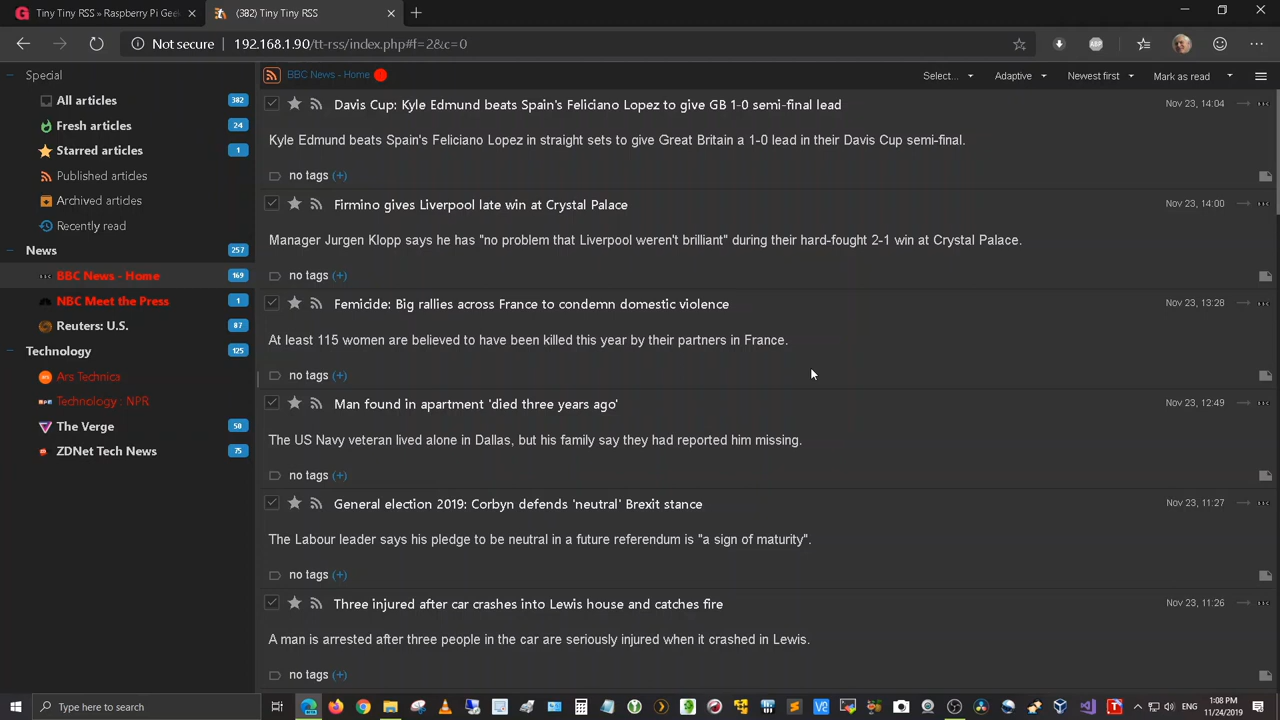 Tiny Tiny RSS » Raspberry Pi Gee
(382) Tiny Tiny RSS
Not secure
192.168.1.90/tt-rss/index.php#f=2&c=0
ABP
Special
All articles 382
Fresh articles 24
Starred articles 1
Published articles
Archived articles
Recently read
News 257
BBC News - Home 169
NBC Meet the Press 1
Reuters: U.S. 87
Technology 125
Ars Technica
Technology : NPR
The Verge 50
ZDNet Tech News 75
BBC News - Home
Select...
Adaptive
Newest first
Mark as read
Davis Cup: Kyle Edmund beats Spain's Feliciano Lopez to give GB 1-0 semi-final lead
Nov 23, 14:04
Kyle Edmund beats Spain's Feliciano Lopez in straight sets to give Great Britain a 1-0 lead in their Davis Cup semi-final.
no tags (+)
Firmino gives Liverpool late win at Crystal Palace
Nov 23, 14:00
Manager Jurgen Klopp says he has "no problem that Liverpool weren't brilliant" during their hard-fought 2-1 win at Crystal Palace.
no tags (+)
Femicide: Big rallies across France to condemn domestic violence
Nov 23, 13:28
At least 115 women are believed to have been killed this year by their partners in France.
no tags (+)
Man found in apartment 'died three years ago'
Nov 23, 12:49
The US Navy veteran lived alone in Dallas, but his family say they had reported him missing.
no tags (+)
General election 2019: Corbyn defends 'neutral' Brexit stance
Nov 23, 11:27
The Labour leader says his pledge to be neutral in a future referendum is "a sign of maturity".
no tags (+)
Three injured after car crashes into Lewis house and catches fire
Nov 23, 11:26
A man is arrested after three people in the car are seriously injured when it crashed in Lewis.
no tags (+)
Type here to search
ENG
1:08 PM
11/24/2019